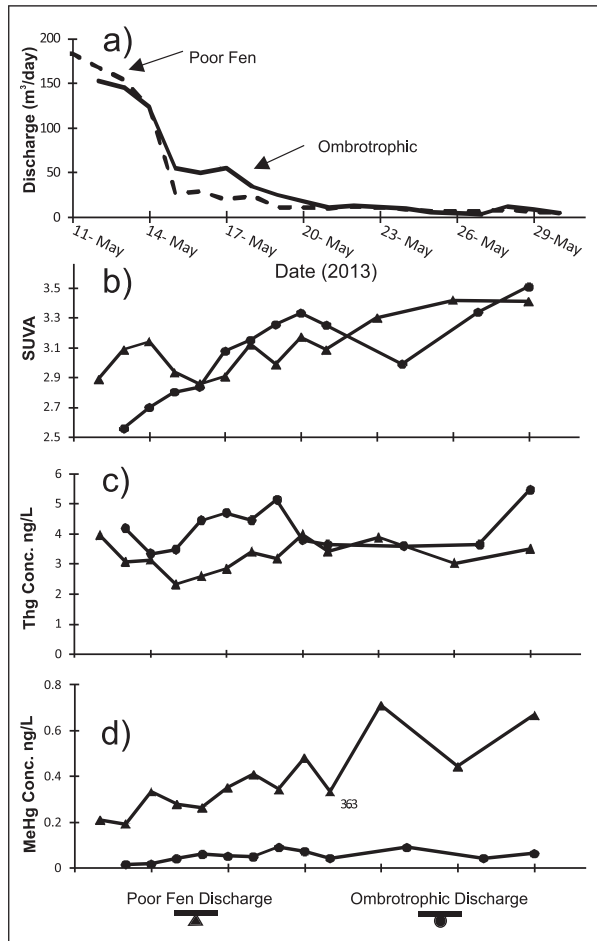 a)
Poor Fen
Ombrotrophic
Discharge (m³/day)
200
150
100
50
0
11- May
14- May
17- May
20- May
23-May
26- May
29-May
Date (2013)
b)
SUVA
3.5
3.3
3.1
2.9
2.7
2.5
c)
Thg Conc. ng/L
6
5
4
3
2
1
0
d)
MeHg Conc. ng/L
0.8
0.6
0.4
0.2
0
363
Poor Fen Discharge
Ombrotrophic Discharge